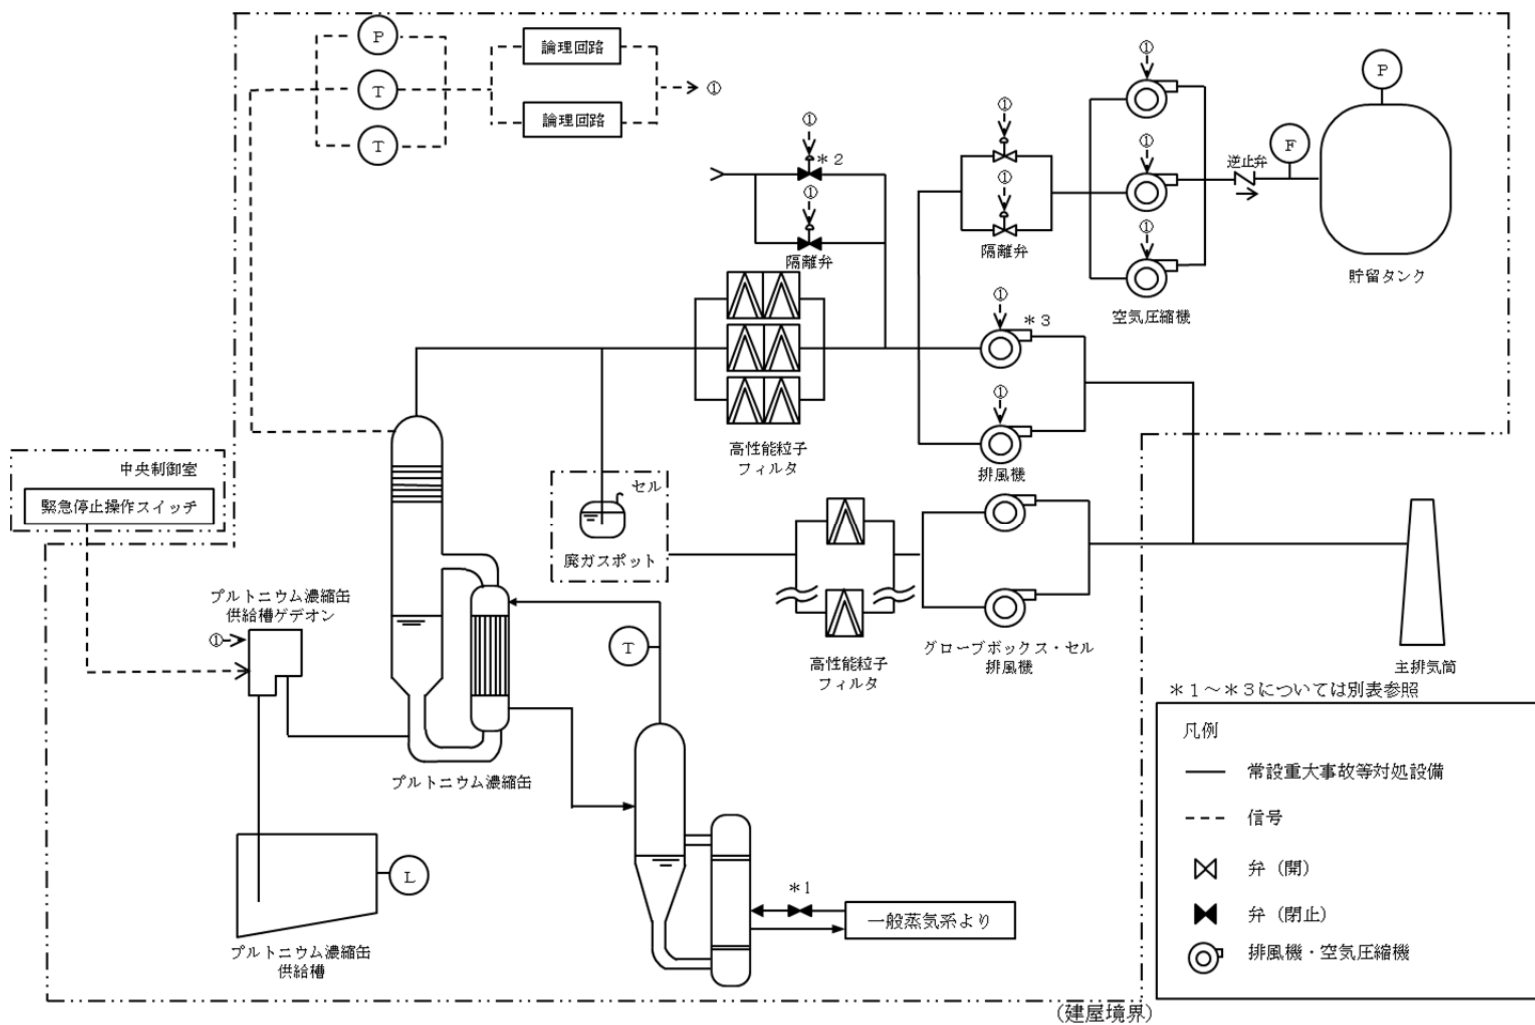 P
T
T
論理回路
論理回路
①
①
＊2
①
隔離弁
①
①
隔離弁
①
①
①
空気圧縮機
逆止弁
F
P
貯留タンク
①
＊3
①
排風機
高性能粒子
フィルタ
中央制御室
緊急停止操作スイッチ
セル
廃ガスポット
プルトニウム濃縮缶
供給槽ゲデオン
①
T
高性能粒子
フィルタ
グローブボックス・セル
排風機
主排気筒
プルトニウム濃縮缶
L
プルトニウム濃縮缶
供給槽
＊1
一般蒸気系より
＊1～＊3については別表参照
凡例
常設重大事故等対処設備
信号
弁（開）
弁（閉止）
排風機・空気圧縮機
（建屋境界）